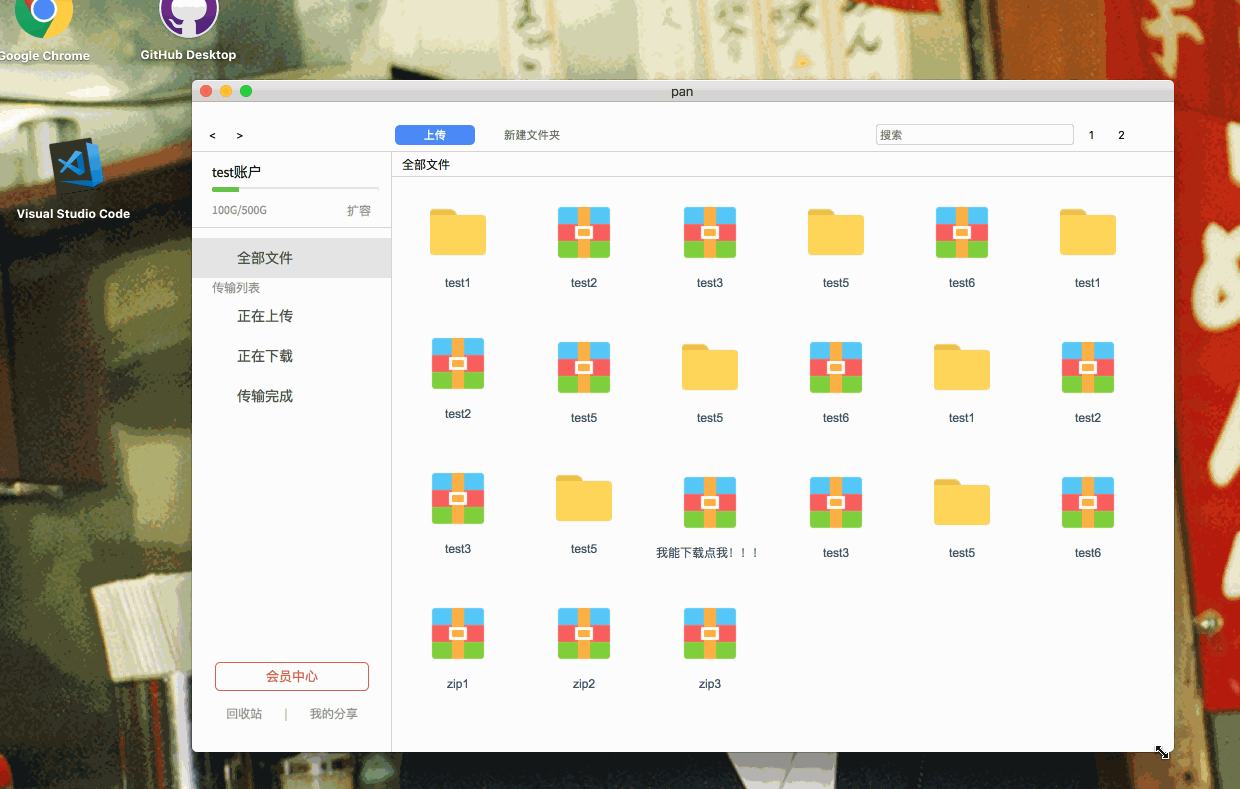 Google Chrome
GitHub Desktop
Visual Studio Code
pan
< >
上传
新建文件夹
搜索
1 2
test账户
100G/500G
扩容
全部文件
传输列表
正在上传
正在下载
传输完成
会员中心
回收站 | 我的分享
全部文件
test1 test2 test3 test5 test6 test1
test2 test5 test5 test6 test1 test2
test3 test5 我能下载点我！！！ test3 test5 test6
zip1 zip2 zip3